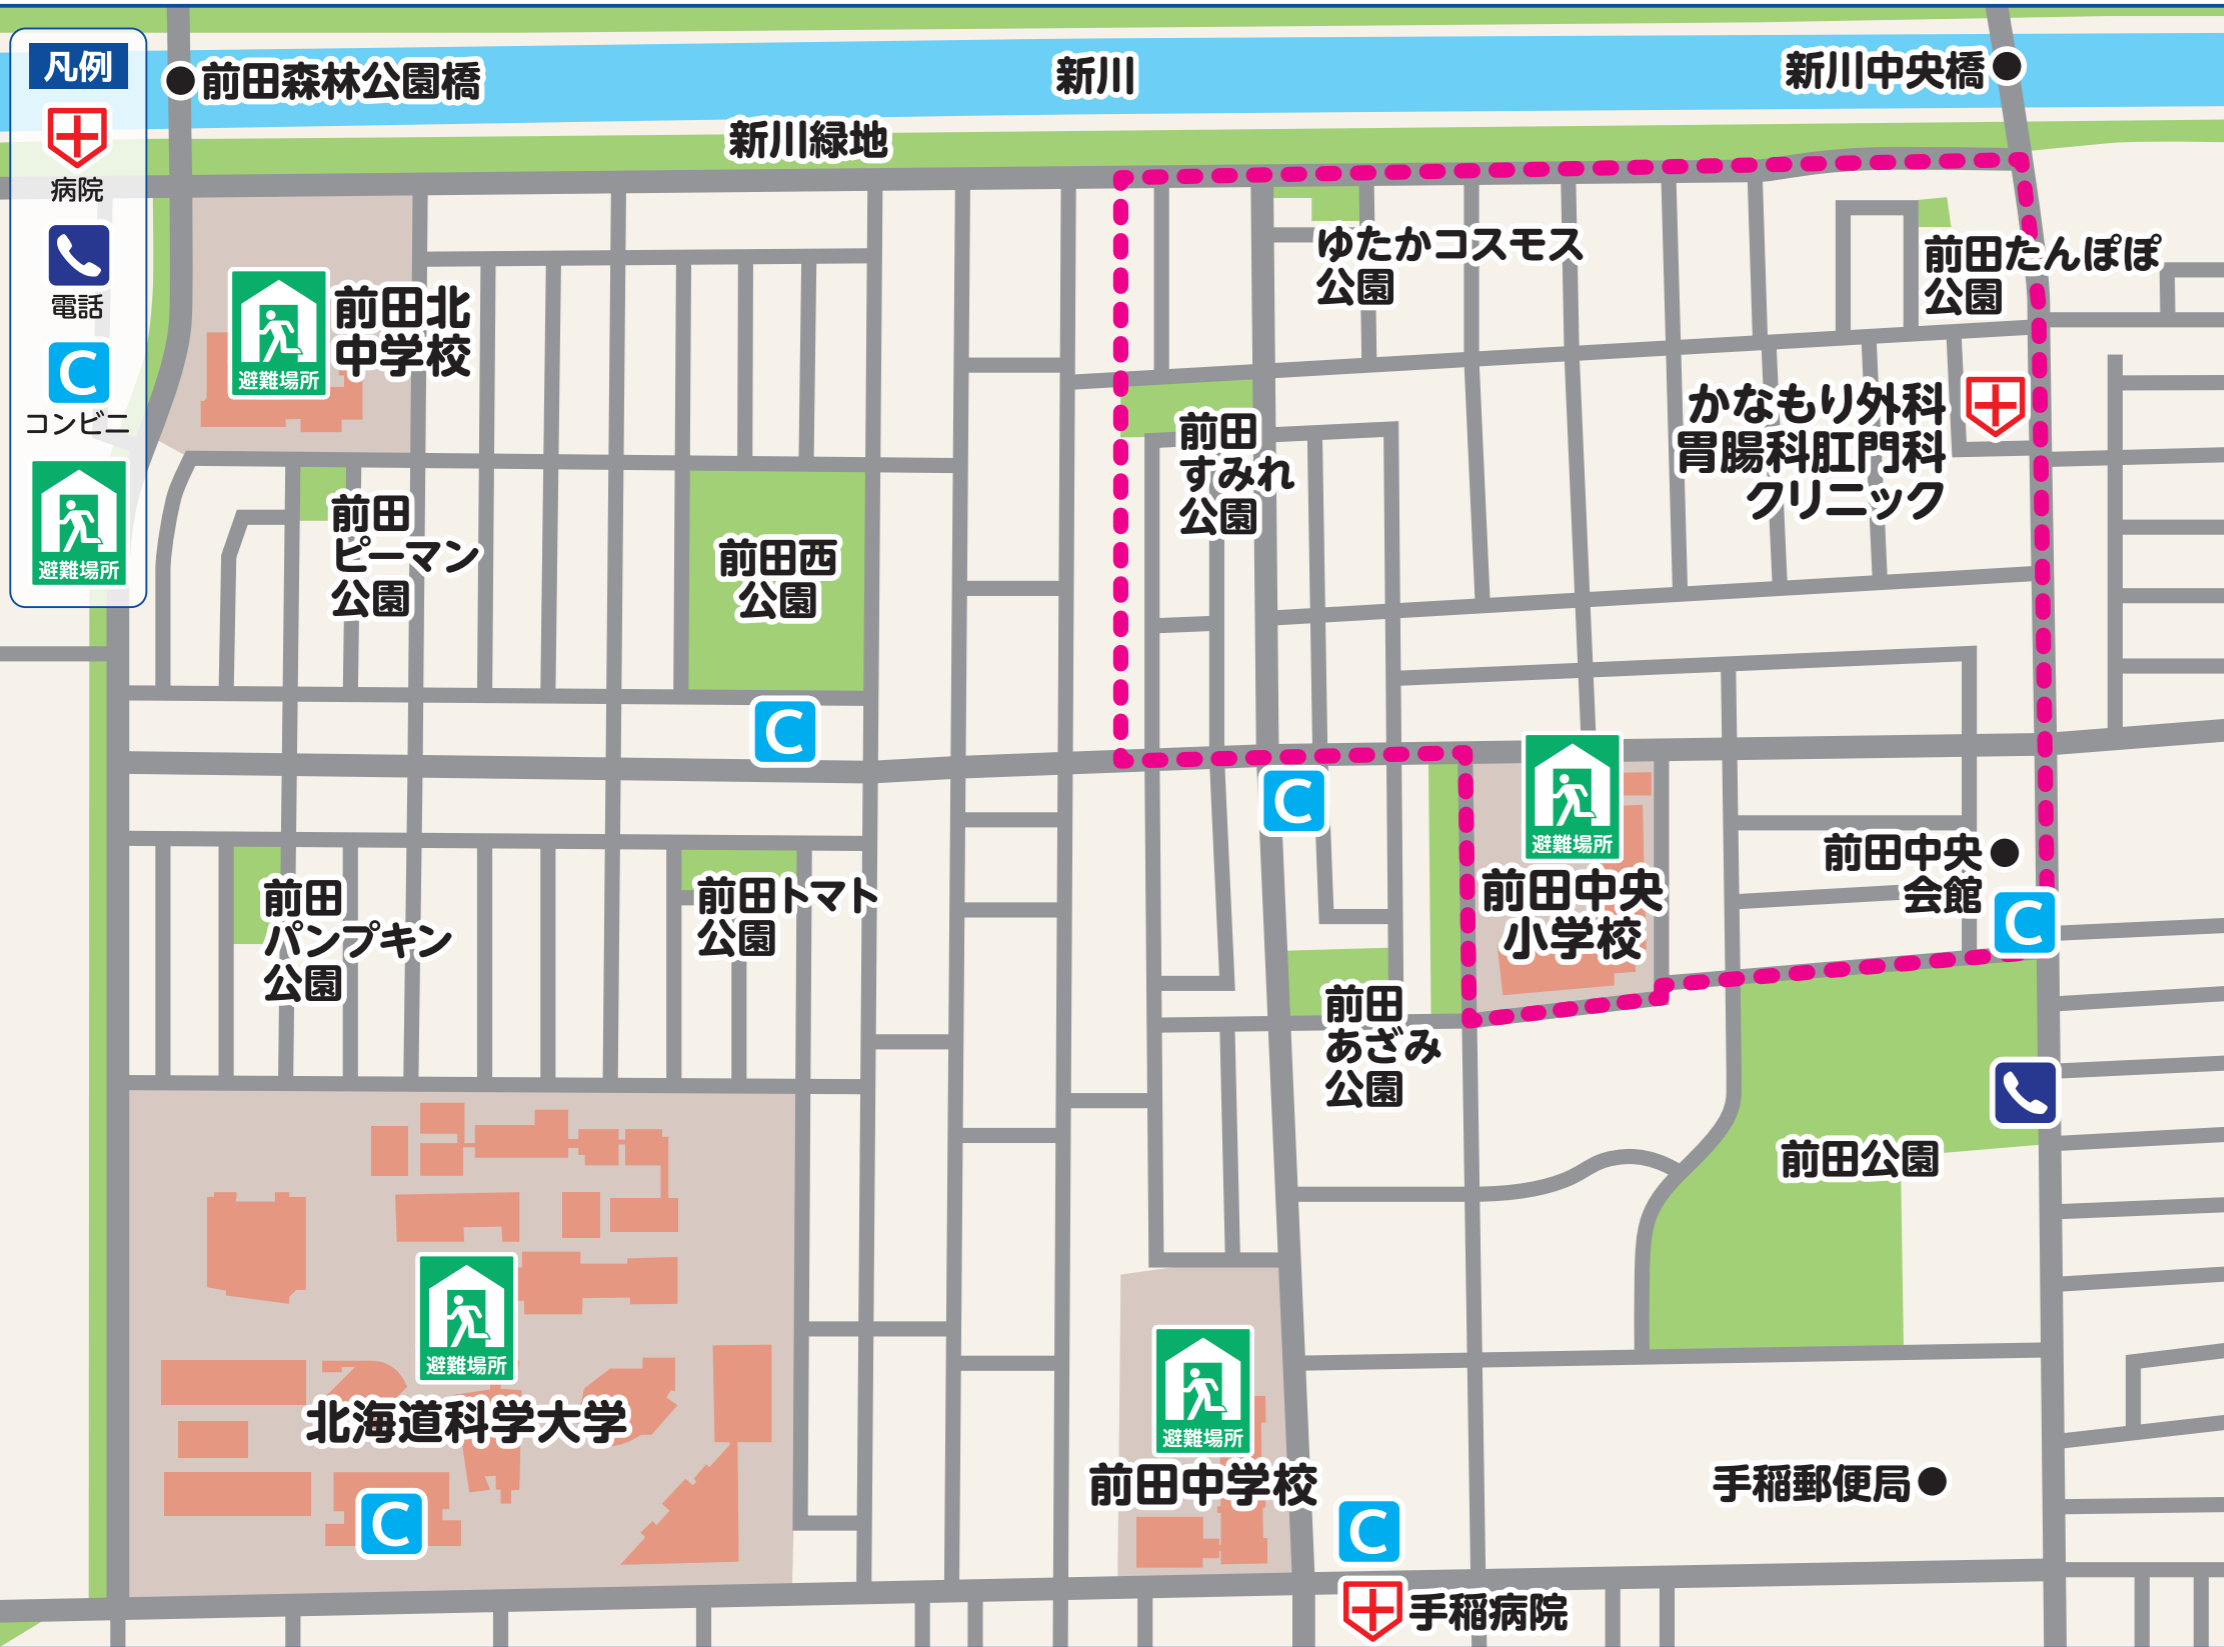 凡例
病院
電話
C
コンビニ
避難場所
前田森林公園橋
新川
新川中央橋
新川緑地
避難場所
前田北
中学校
ゆたかコスモス
公園
前田たんぽぽ
公園
かなもり外科
胃腸科肛門科
クリニック
前田
すみれ
公園
前田
ピーマン
公園
前田西
公園
C
C
避難場所
前田中央
小学校
前田中央
会館
C
前田
パンプキン
公園
前田トマト
公園
前田
あざみ
公園
前田公園
避難場所
北海道科学大学
C
避難場所
前田中学校
C
手稲郵便局
手稲病院